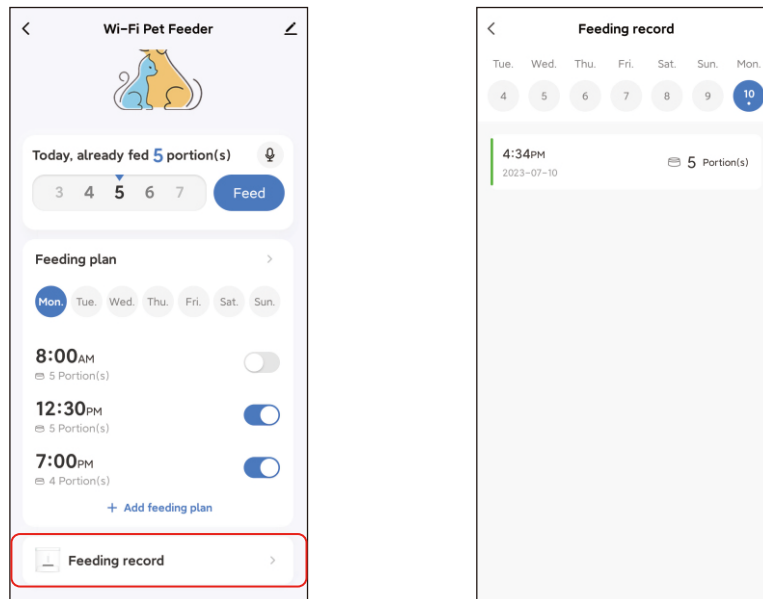 Wi-Fi Pet Feeder
Today, already fed 5 portion(s)
3 4 5 6 7 Feed
Feeding plan
Mon. Tue. Wed. Thu. Fri. Sat. Sun.
8:00AM
5 Portion(s)
12:30PM
5 Portion(s)
7:00PM
4 Portion(s)
+ Add feeding plan
Feeding record
Feeding record
Tue. Wed. Thu. Fri. Sat. Sun. Mon.
4 5 6 7 8 9 10
4:34PM
5 Portion(s)
2023-07-10